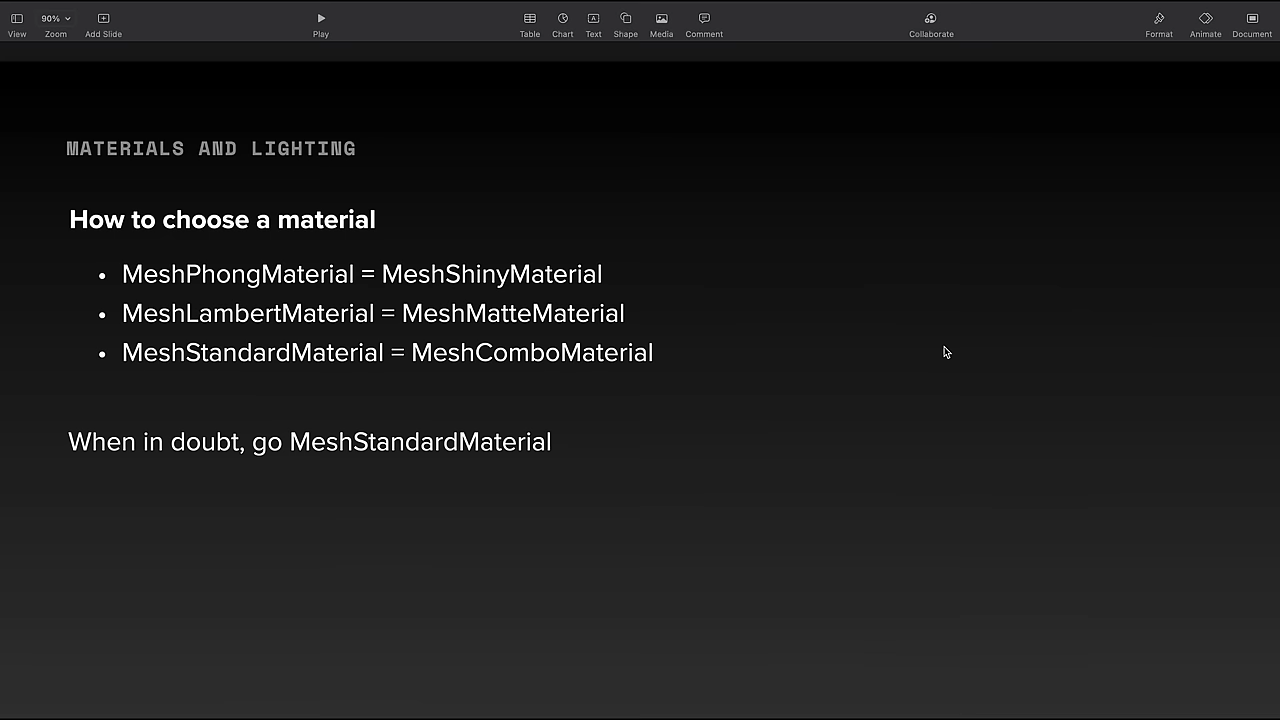 90%
View Zoom Add Slide Play Table Chart Text Shape Media Comment Collaborate Format Animate Document
MATERIALS AND LIGHTING
How to choose a material
• MeshPhongMaterial = MeshShinyMaterial
• MeshLambertMaterial = MeshMatteMaterial
• MeshStandardMaterial = MeshComboMaterial
When in doubt, go MeshStandardMaterial